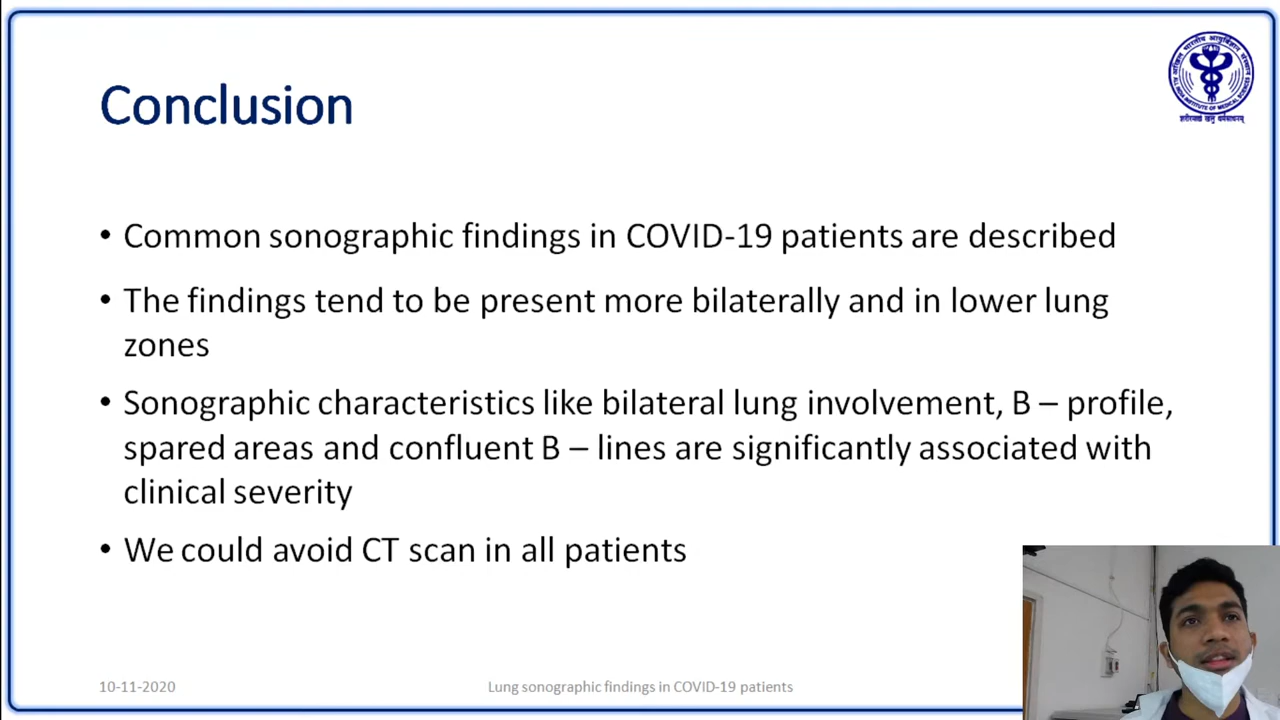 Conclusion
• Common sonographic findings in COVID-19 patients are described
• The findings tend to be present more bilaterally and in lower lung
zones
• Sonographic characteristics like bilateral lung involvement, B – profile,
spared areas and confluent B – lines are significantly associated with
clinical severity
• We could avoid CT scan in all patients
10-11-2020
Lung sonographic findings in COVID-19 patients